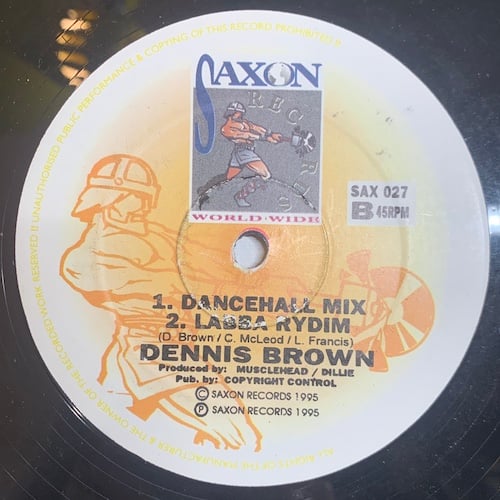 ALL RIGHTS OF THE MANUFACTURER & THE OWNER OF THE RECORDED WORK RESERVED !! UNAUTHORISED PUBLIC PERFORMANCE & COPYING OF THIS RECORD PROHIBITED !!
SAXON
RECORDS
WORLD·WIDE
SAX 027
B 45RPM
1. DANCEHALL MIX
2. LABBA RYDIM
(D. Brown / C. McLeod / L. Francis)
DENNIS BROWN
Produced by: MUSCLEHEAD / DILLIE
Pub. by: COPYRIGHT CONTROL
© SAXON RECORDS 1995
℗ SAXON RECORDS 1995